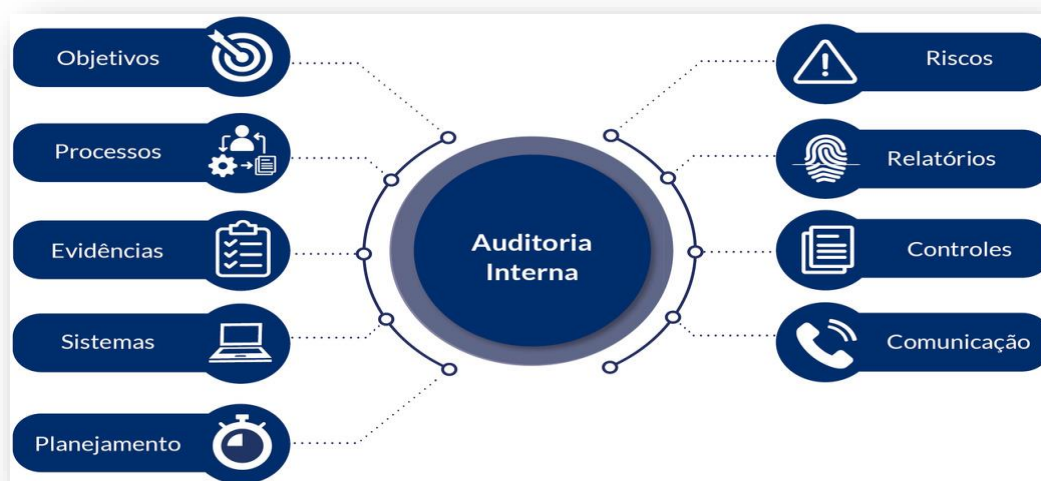 Objetivos
Processos
Evidências
Sistemas
Planejamento
Auditoria
Interna
Riscos
Relatórios
Controles
Comunicação